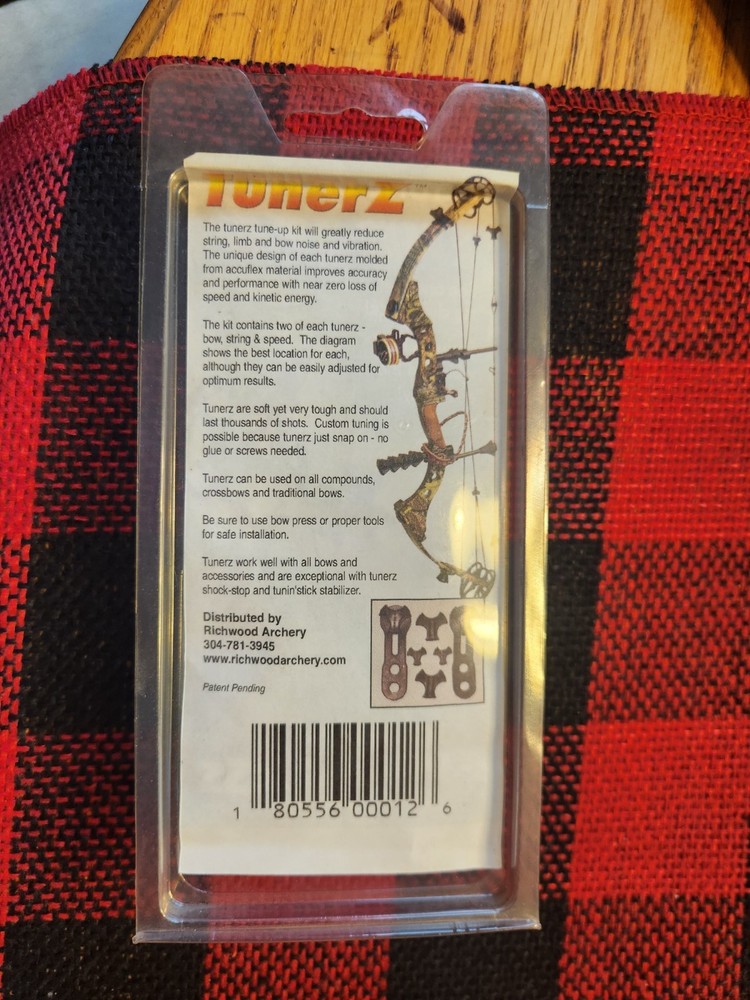 TunerZ™
The tunerz tune-up kit will greatly reduce
string, limb and bow noise and vibration.
The unique design of each tunerz molded
from accuflex material improves accuracy
and performance with near zero loss of
speed and kinetic energy.
The kit contains two of each tunerz -
bow, string & speed. The diagram
shows the best location for each,
although they can be easily adjusted for
optimum results.
Tunerz are soft yet very tough and should
last thousands of shots. Custom tuning is
possible because tunerz just snap on - no
glue or screws needed.
Tunerz can be used on all compounds,
crossbows and traditional bows.
Be sure to use bow press or proper tools
for safe installation.
Tunerz work well with all bows and
accessories and are exceptional with tunerz
shock-stop and tunin'stick stabilizer.
Distributed by
Richwood Archery
304-781-3945
www.richwoodarchery.com
Patent Pending
1 80556 00012 6